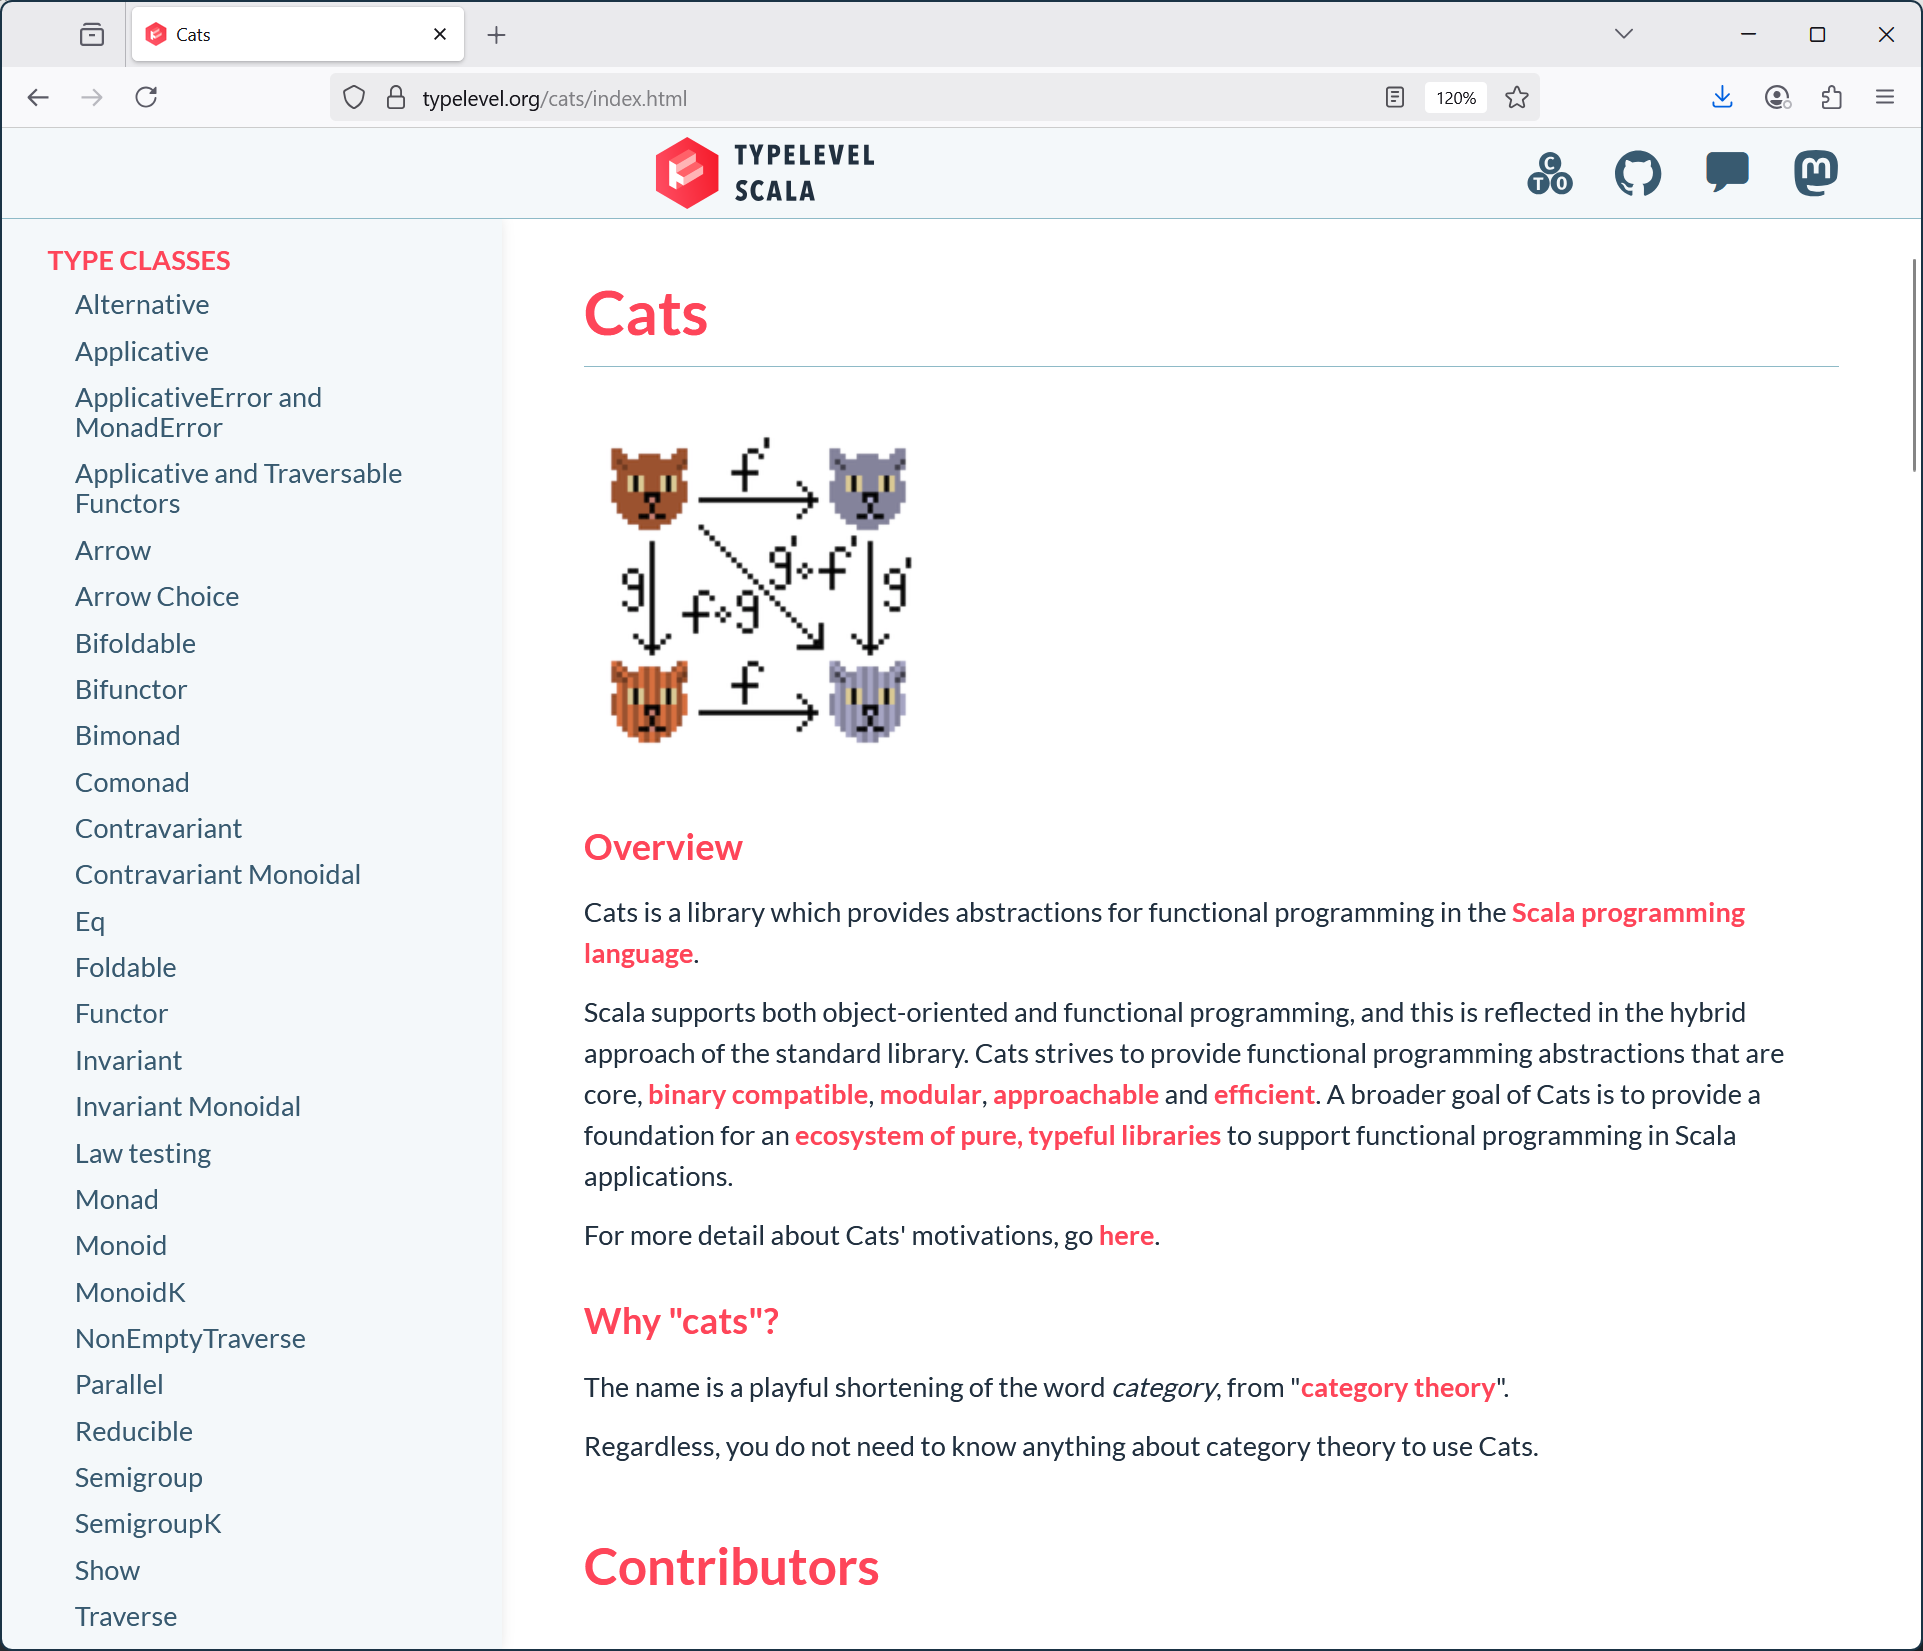 Cats
typelevel.org/cats/index.html
120%
TYPELEVEL
SCALA
C
T O
m
TYPE CLASSES
Alternative
Applicative
ApplicativeError and
MonadError
Applicative and Traversable
Functors
Arrow
Arrow Choice
Bifoldable
Bifunctor
Bimonad
Comonad
Contravariant
Contravariant Monoidal
Eq
Foldable
Functor
Invariant
Invariant Monoidal
Law testing
Monad
Monoid
MonoidK
NonEmptyTraverse
Parallel
Reducible
Semigroup
SemigroupK
Show
Traverse
Cats
f'
g'∘f'
g
g'
f∘g
f
Overview
Cats is a library which provides abstractions for functional programming in the Scala programming
language.
Scala supports both object-oriented and functional programming, and this is reflected in the hybrid
approach of the standard library. Cats strives to provide functional programming abstractions that are
core, binary compatible, modular, approachable and efficient. A broader goal of Cats is to provide a
foundation for an ecosystem of pure, typeful libraries to support functional programming in Scala
applications.
For more detail about Cats' motivations, go here.
Why "cats"?
The name is a playful shortening of the word category, from "category theory".
Regardless, you do not need to know anything about category theory to use Cats.
Contributors